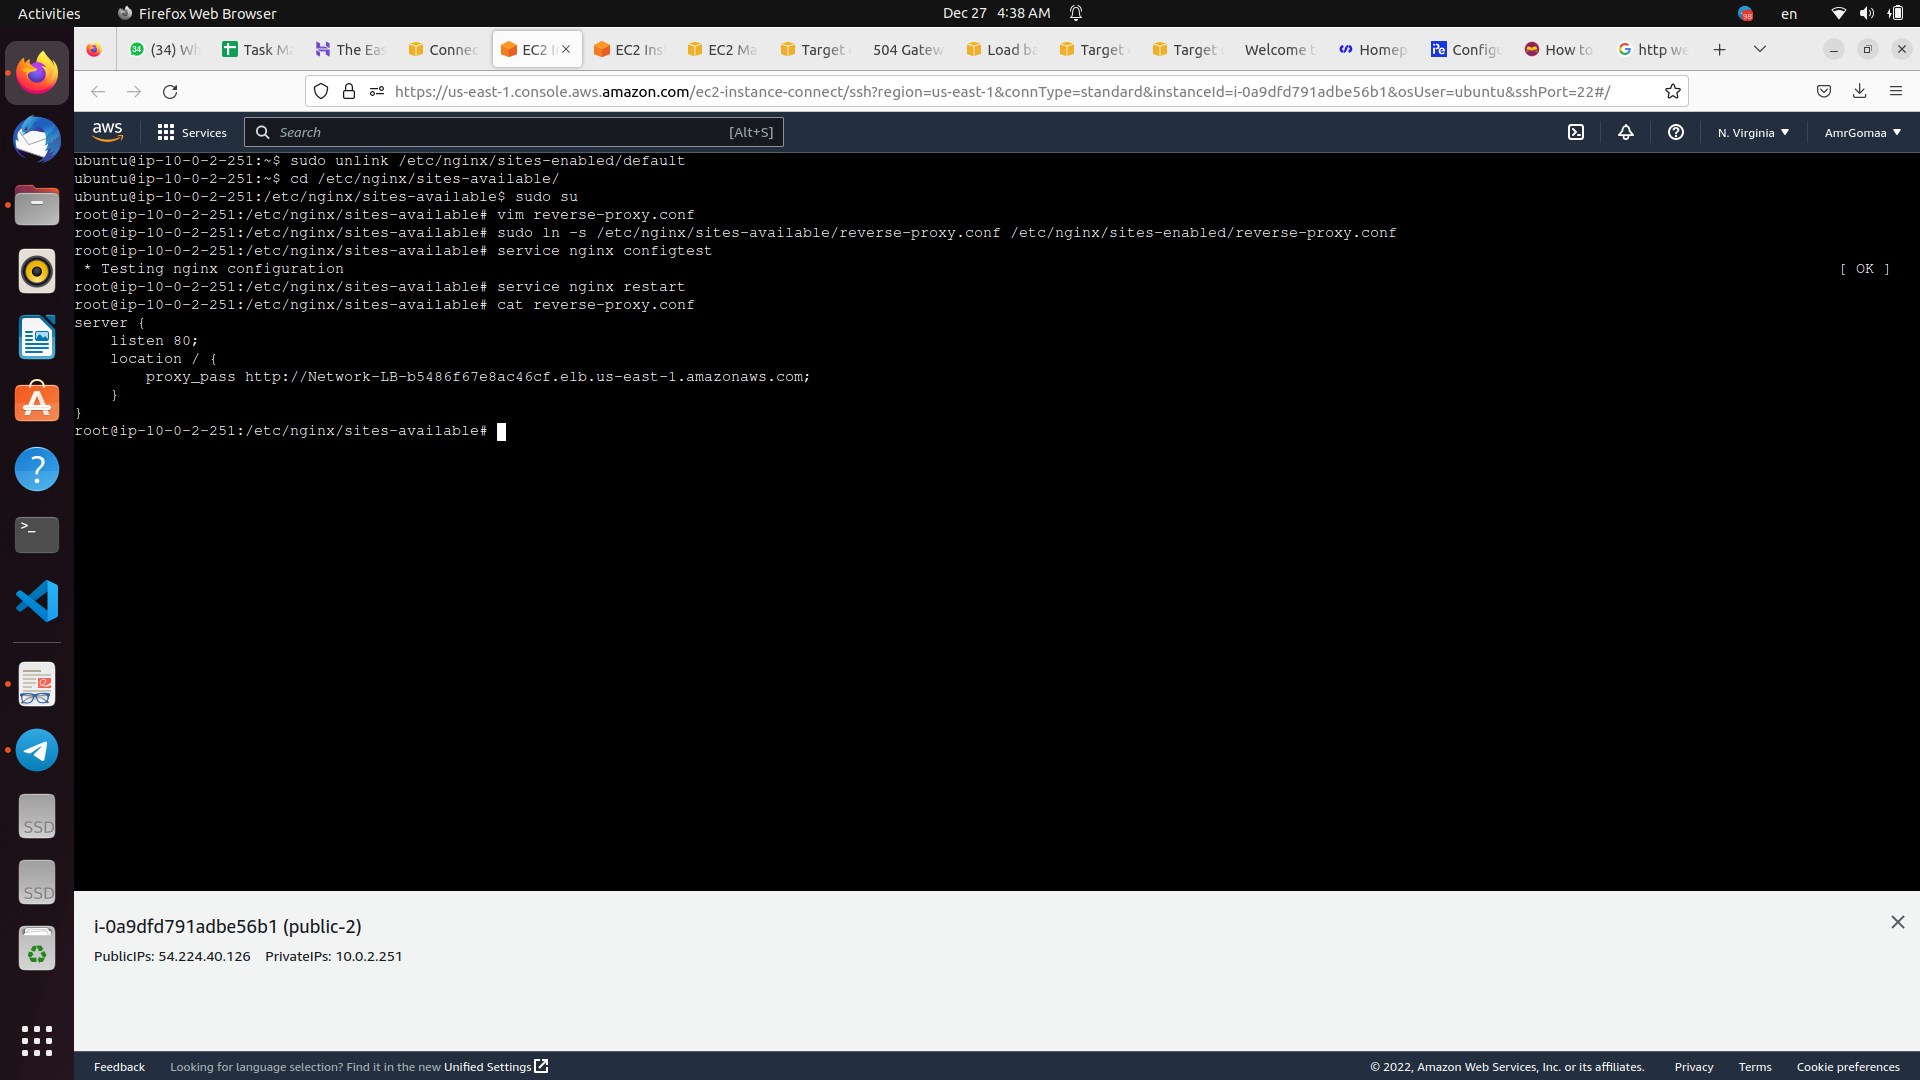 Activities
Firefox Web Browser
Dec 27 4:38 AM
98
en
34
(34) Wh
Task Ma
The Eas
Connec
EC2 I
EC2 Ins
EC2 Ma
Target
504 Gatew
Load ba
Target
Target
Welcome t
Homep
Configu
How to
http we
https://us-east-1.console.aws.amazon.com/ec2-instance-connect/ssh?region=us-east-1&connType=standard&instanceId=i-0a9dfd791adbe56b1&osUser=ubuntu&sshPort=22#/
aws
Services
Search
[Alt+S]
N. Virginia
AmrGomaa
ubuntu@ip-10-0-2-251:~$ sudo unlink /etc/nginx/sites-enabled/default
ubuntu@ip-10-0-2-251:~$ cd /etc/nginx/sites-available/
ubuntu@ip-10-0-2-251:/etc/nginx/sites-available$ sudo su
root@ip-10-0-2-251:/etc/nginx/sites-available# vim reverse-proxy.conf
root@ip-10-0-2-251:/etc/nginx/sites-available# sudo ln -s /etc/nginx/sites-available/reverse-proxy.conf /etc/nginx/sites-enabled/reverse-proxy.conf
root@ip-10-0-2-251:/etc/nginx/sites-available# service nginx configtest
 * Testing nginx configuration [ OK ]
root@ip-10-0-2-251:/etc/nginx/sites-available# service nginx restart
root@ip-10-0-2-251:/etc/nginx/sites-available# cat reverse-proxy.conf
server {
    listen 80;
    location / {
        proxy_pass http://Network-LB-b5486f67e8ac46cf.elb.us-east-1.amazonaws.com;
    }
}
root@ip-10-0-2-251:/etc/nginx/sites-available#
SSD
SSD
i-0a9dfd791adbe56b1 (public-2)
PublicIPs: 54.224.40.126 PrivateIPs: 10.0.2.251
Feedback
Looking for language selection? Find it in the new Unified Settings
© 2022, Amazon Web Services, Inc. or its affiliates.
Privacy
Terms
Cookie preferences